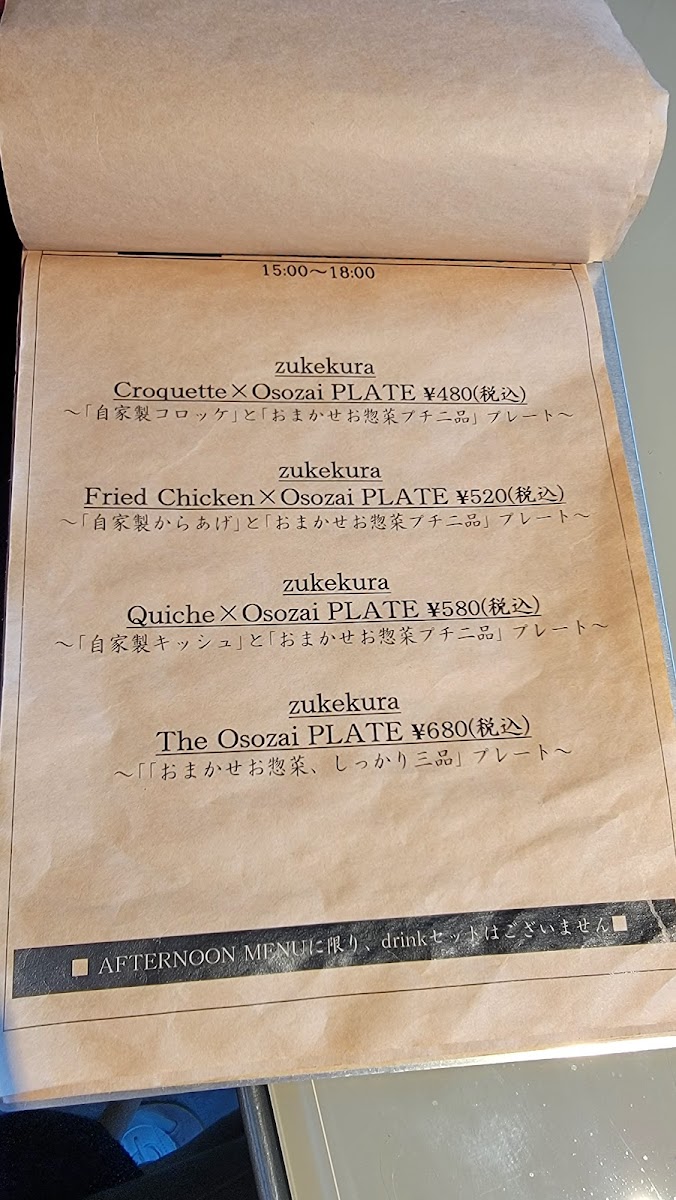 15:00～18:00
zukekura
Croquette×Osozai PLATE ¥480(税込)
～「自家製コロッケ」と「おまかせお惣菜プチ二品」プレート～
zukekura
Fried Chicken×Osozai PLATE ¥520(税込)
～「自家製からあげ」と「おまかせお惣菜プチ二品」プレート～
zukekura
Quiche×Osozai PLATE ¥580(税込)
～「自家製キッシュ」と「おまかせお惣菜プチ二品」プレート～
zukekura
The Osozai PLATE ¥680(税込)
～「「おまかせお惣菜、しっかり三品」プレート～
■ AFTERNOON MENUに限り、drinkセットはございません■